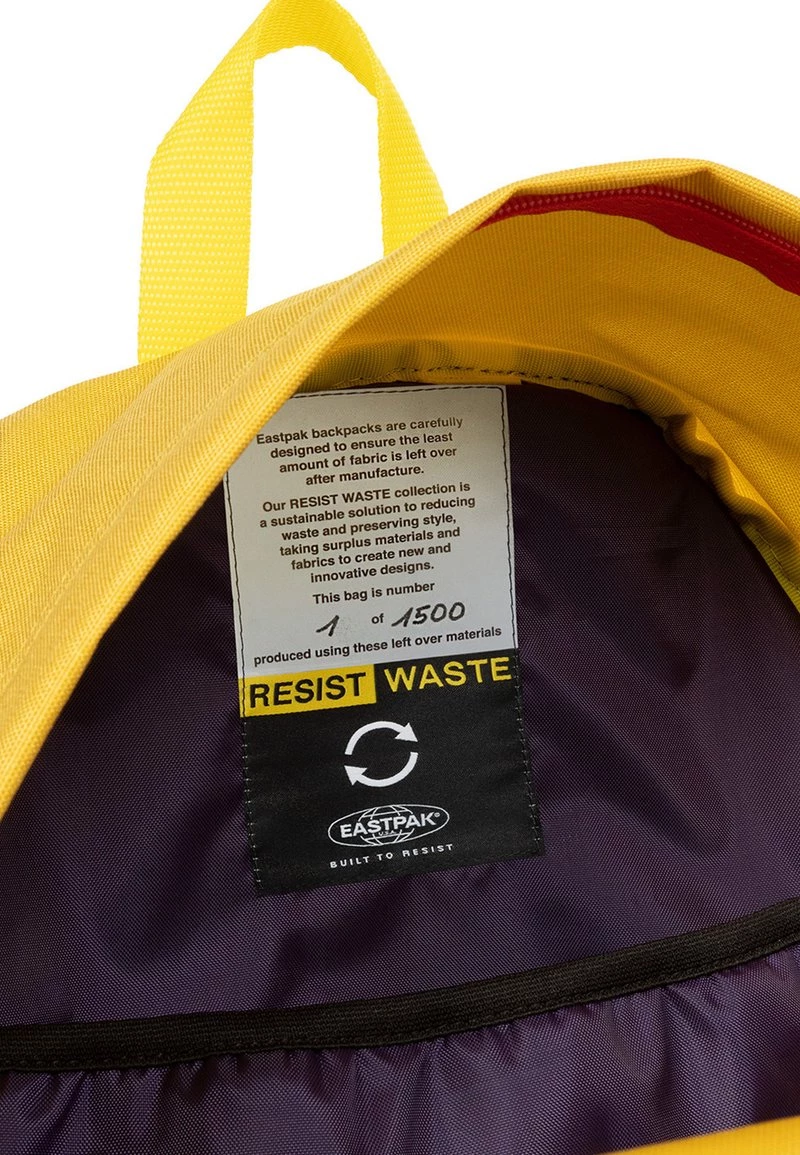 Eastpak backpacks are carefully
designed to ensure the least
amount of fabric is left over
after manufacture.
Our RESIST WASTE collection is
a sustainable solution to reducing
waste and preserving style,
taking surplus materials and
fabrics to create new and
innovative designs.
This bag is number
1 of 1500
produced using these left over materials
RESIST WASTE
EASTPAK®
U.S.A.
BUILT TO RESIST